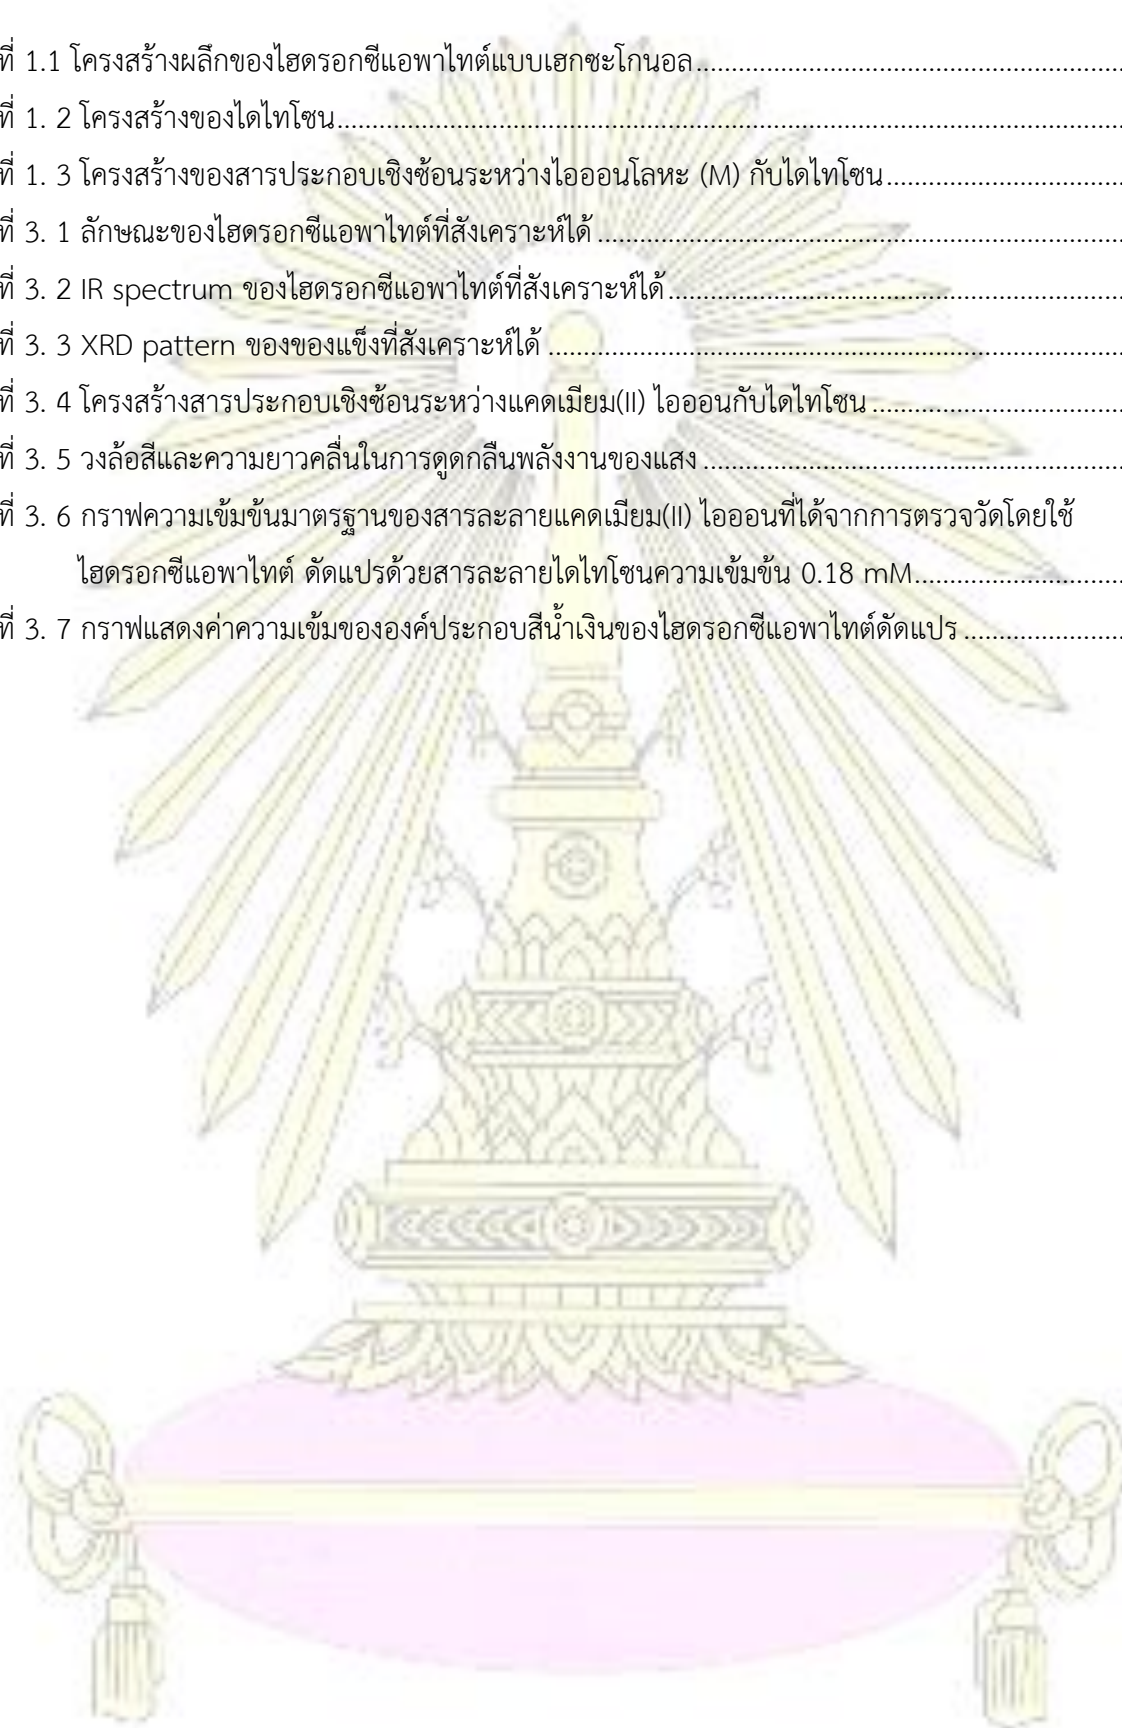 ที่ 1.1 โครงสร้างผลึกของไฮดรอกซีแอพาไทต์แบบเฮกซะโกนอล
ที่ 1. 2 โครงสร้างของไดไทโซน
ที่ 1. 3 โครงสร้างของสารประกอบเชิงซ้อนระหว่างไอออนโลหะ (M) กับไดไทโซน
ที่ 3. 1 ลักษณะของไฮดรอกซีแอพาไทต์ที่สังเคราะห์ได้
ที่ 3. 2 IR spectrum ของไฮดรอกซีแอพาไทต์ที่สังเคราะห์ได้
ที่ 3. 3 XRD pattern ของของแข็งที่สังเคราะห์ได้
ที่ 3. 4 โครงสร้างสารประกอบเชิงซ้อนระหว่างแคดเมียม(II) ไอออนกับไดไทโซน
ที่ 3. 5 วงล้อสีและความยาวคลื่นในการดูดกลืนพลังงานของแสง
ที่ 3. 6 กราฟความเข้มข้นมาตรฐานของสารละลายแคดเมียม(II) ไอออนที่ได้จากการตรวจวัดโดยใช้
ไฮดรอกซีแอพาไทต์ ดัดแปรด้วยสารละลายไดไทโซนความเข้มข้น 0.18 mM
ที่ 3. 7 กราฟแสดงค่าความเข้มขององค์ประกอบสีน้ำเงินของไฮดรอกซีแอพาไทต์ดัดแปร